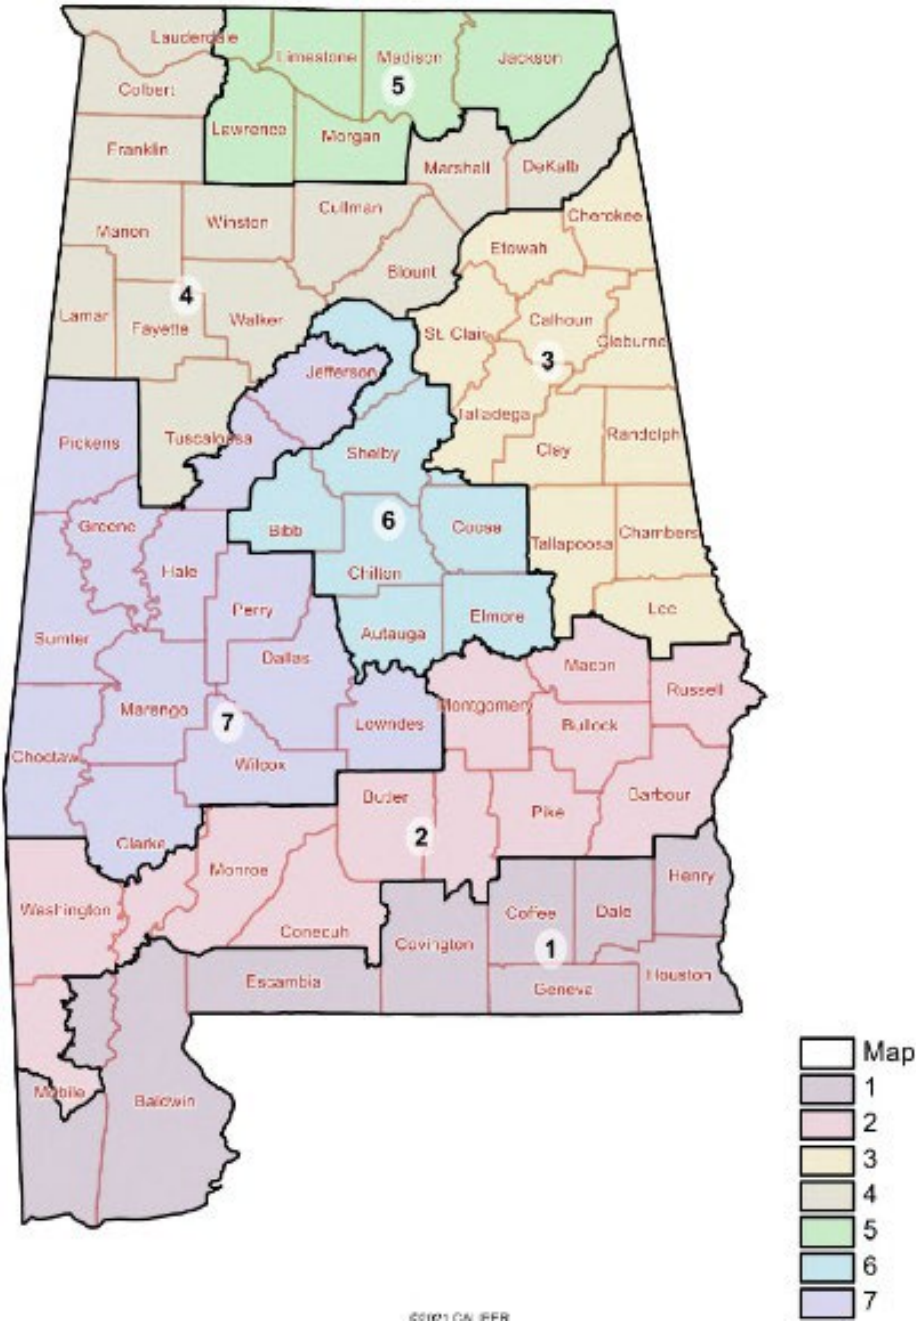 Lauderdale
Limestone
Madison
Jackson
5
Colbert
Lawrence
Morgan
Franklin
Marshall
DeKalb
Cullman
Cherokee
Winston
Marion
Etowah
Blount
4
Lamar
Fayette
Walker
St. Clair
Calhoun
Cleburne
3
Jefferson
Talladega
Pickens
Tuscaloosa
Shelby
Clay
Randolph
Greene
6
Bibb
Coosa
Tallapoosa
Chambers
Hale
Chilton
Perry
Elmore
Lee
Sumter
Autauga
Dallas
Macon
Russell
Marengo
Montgomery
7
Lowndes
Bullock
Choctaw
Wilcox
Butler
Barbour
Pike
2
Clarke
Monroe
Henry
Washington
Coffee
Dale
Conecuh
Covington
1
Escambia
Houston
Geneva
Mobile
Baldwin
Map
1
2
3
4
5
6
7
©2021 CALIPER